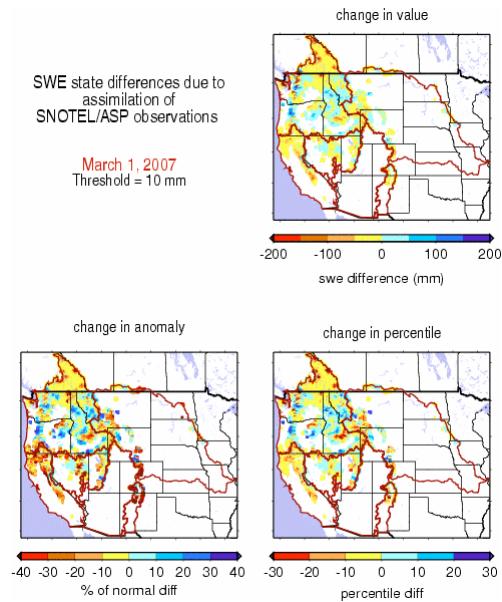 change in value
SWE state differences due to
assimilation of
SNOTEL/ASP observations
March 1, 2007
Threshold = 10 mm
-200 -100 0 100 200
swe difference (mm)
change in anomaly
change in percentile
-40 -30 -20 -10 0 10 20 30 40
% of normal diff
-30 -20 -10 0 10 20 30
percentile diff